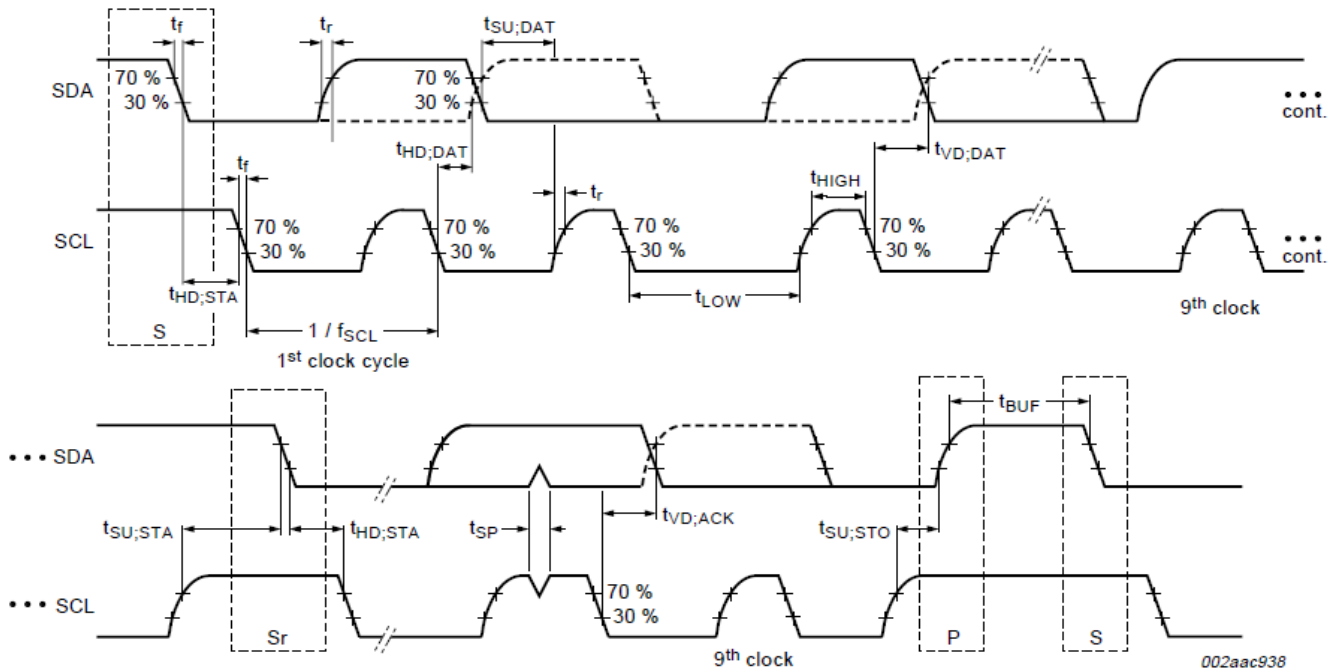 tf tr tSU;DAT
70 % 70 %
SDA
30 % 30 %
• • •
cont.
tf tHD;DAT tr tHIGH tVD;DAT
70 % 70 % 70 % 70 %
SCL
30 % 30 % 30 % 30 %
• • •
cont.
tHD;STA tLOW
S 1 / fSCL 9th clock
1st clock cycle
tBUF
• • • SDA
tSU;STA tHD;STA tSP tVD;ACK tSU;STO
70 %
• • • SCL
30 %
Sr P S
9th clock
002aac938